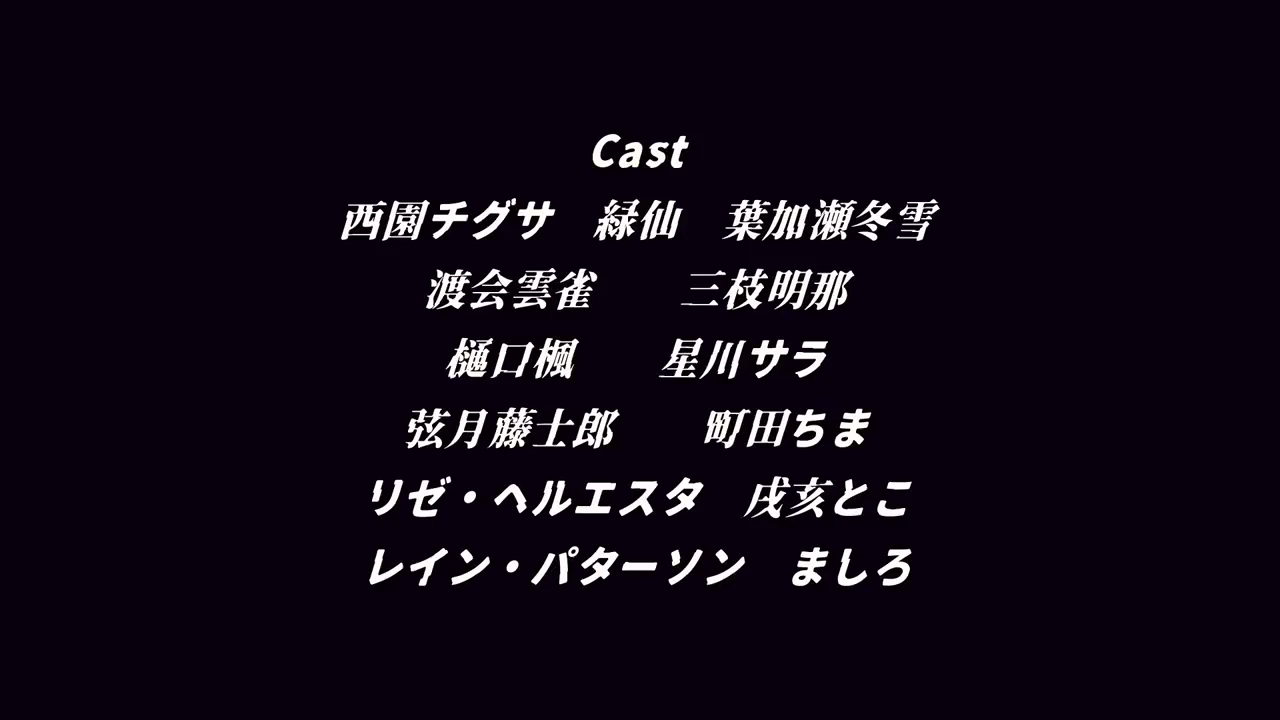 Cast
西園チグサ　緑仙　葉加瀬冬雪
渡会雲雀　　三枝明那
樋口楓　　星川サラ
弦月藤士郎　　町田ちま
リゼ・ヘルエスタ　戌亥とこ
レイン・パターソン　ましろ